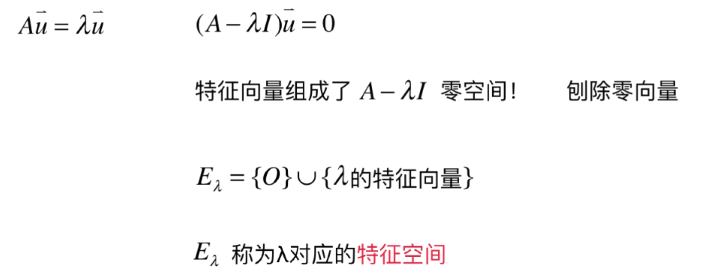 $A\vec{u} = \lambda\vec{u}$ $(A - \lambda I)\vec{u} = 0$
特征向量组成了 $A - \lambda I$ 零空间! 刨除零向量
$E_{\lambda} = \{O\} \cup \{\lambda 的特征向量\}$
$E_{\lambda}$ 称为λ对应的特征空间